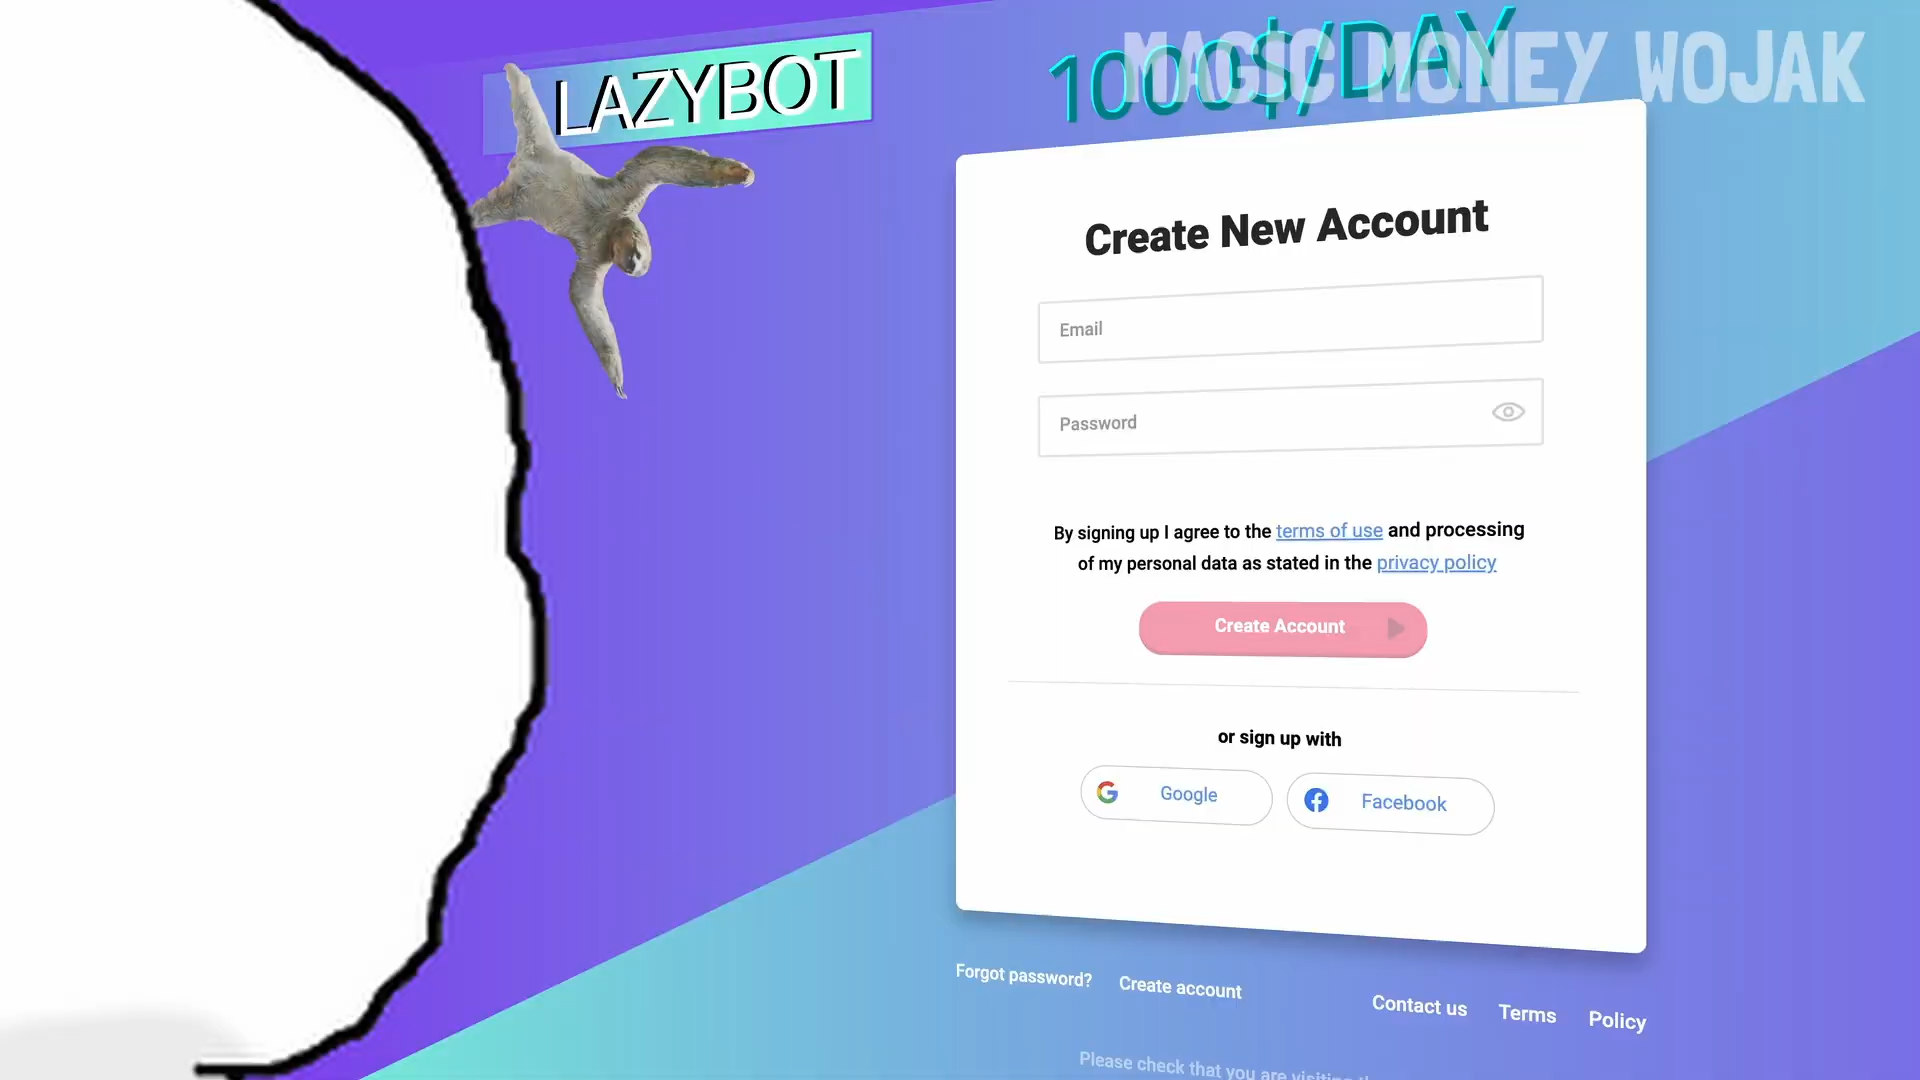 LAZYBOT
1000$/DAY
MAGIC MONEY WOJAK
Create New Account
Email
Password
By signing up I agree to the terms of use and processing
of my personal data as stated in the privacy policy
Create Account
or sign up with
Google
Facebook
Forgot password? Create account
Contact us Terms Policy
Please check that you are visiting